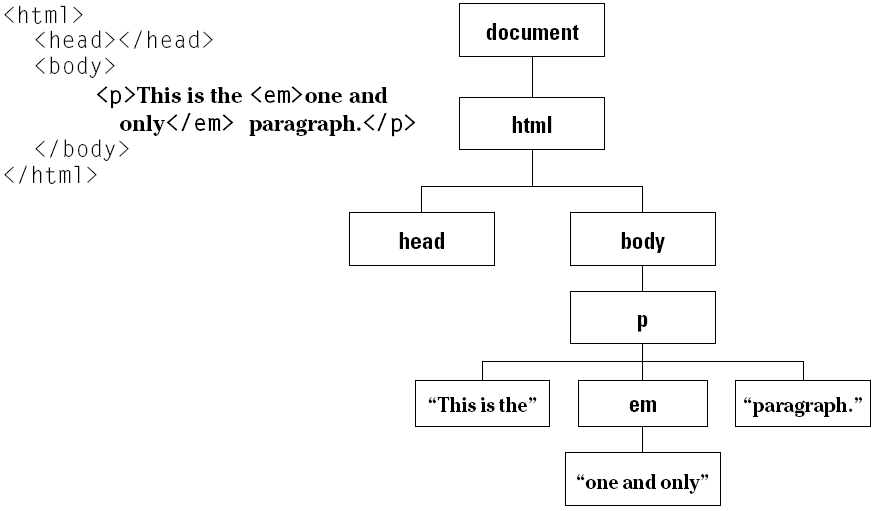 <html>
<head></head>
<body>
<p>This is the <em>one and
only</em> paragraph.</p>
</body>
</html>
document
html
head
body
p
“This is the”
em
“paragraph.”
“one and only”